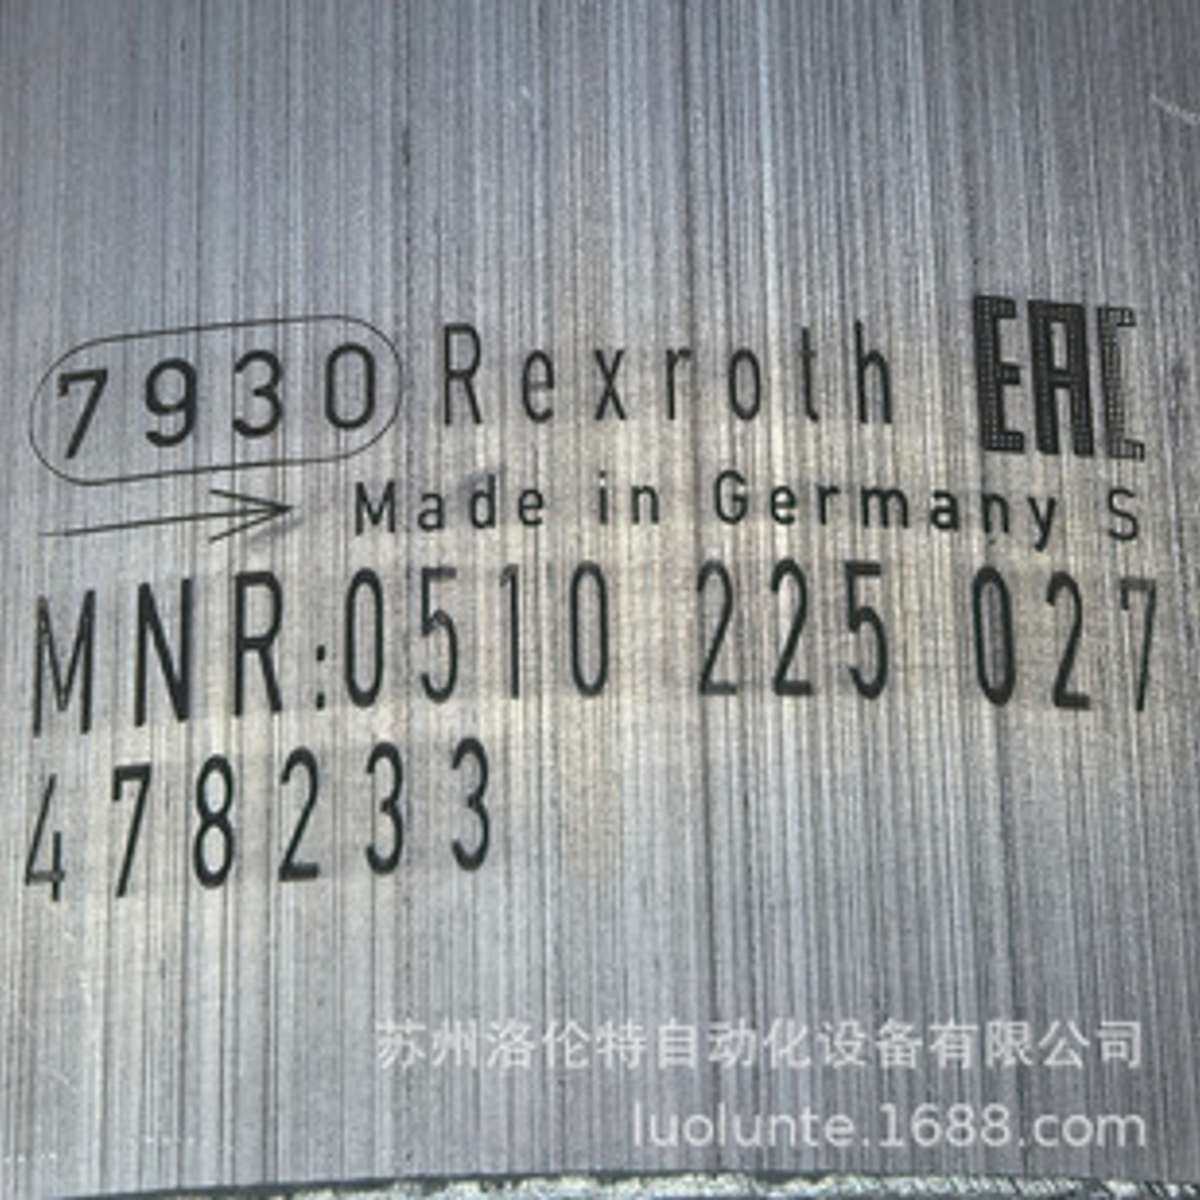 7930 Rexroth EAC
Made in Germany S
MNR:0510 225 027
478233
苏州洛伦特自动化设备有限公司
luolunte.1688.com